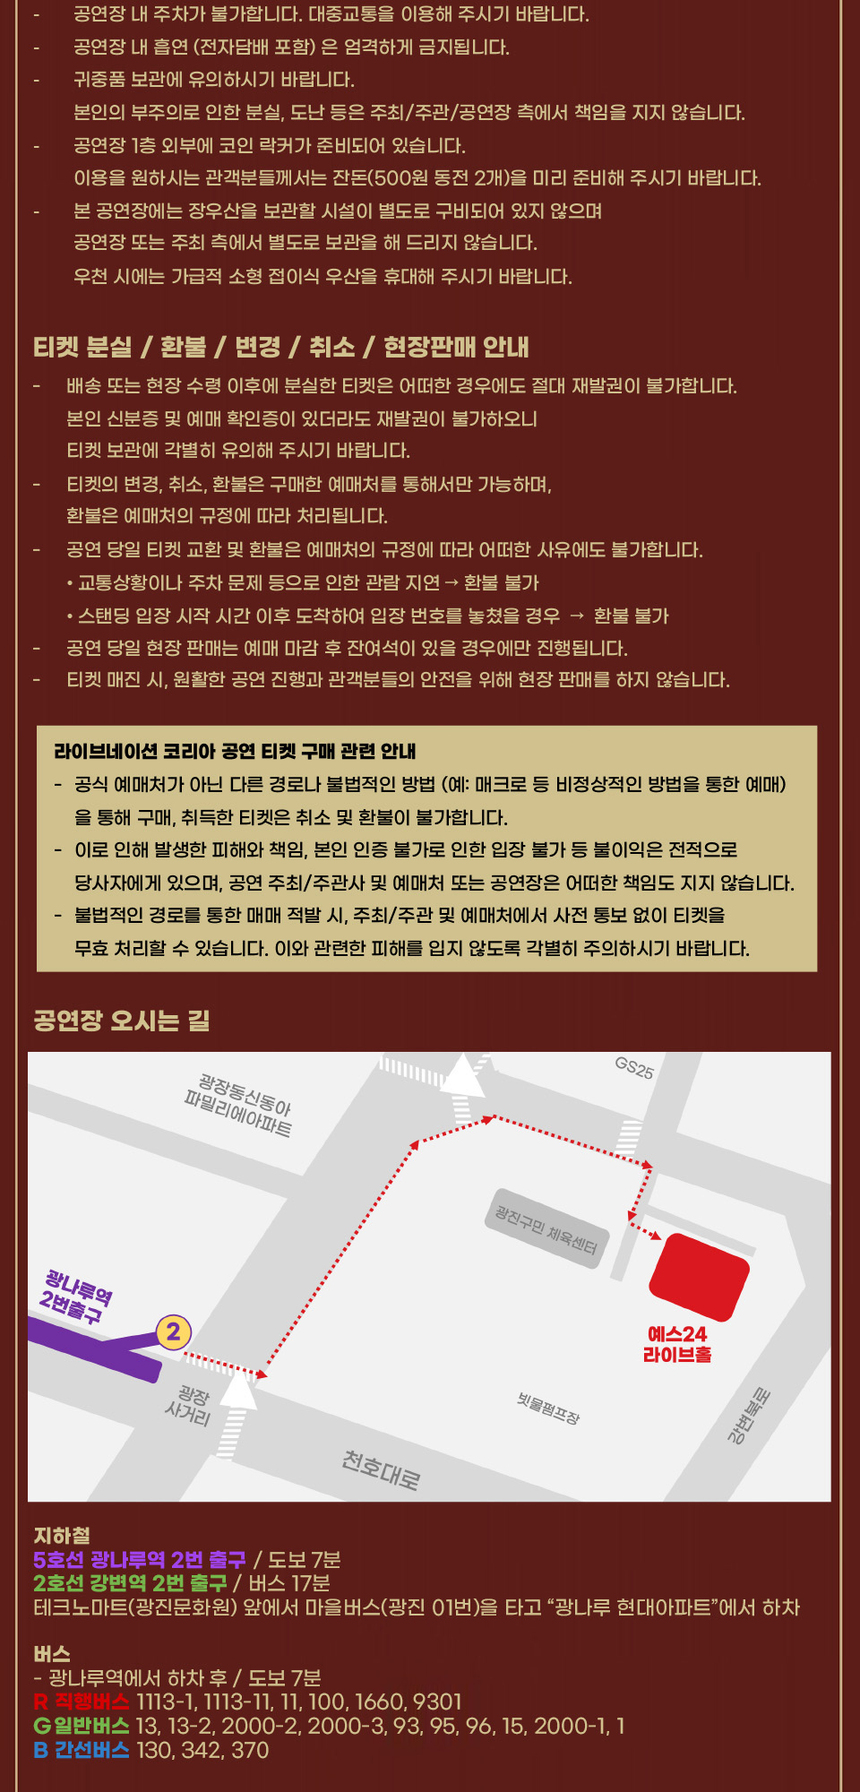 - 공연장 내 주차가 불가합니다. 대중교통을 이용해 주시기 바랍니다.
- 공연장 내 흡연 (전자담배 포함) 은 엄격하게 금지됩니다.
- 귀중품 보관에 유의하시기 바랍니다.
본인의 부주의로 인한 분실, 도난 등은 주최/주관/공연장 측에서 책임을 지지 않습니다.
- 공연장 1층 외부에 코인 락커가 준비되어 있습니다.
이용을 원하시는 관객분들께서는 잔돈(500원 동전 2개)을 미리 준비해 주시기 바랍니다.
- 본 공연장에는 장우산을 보관할 시설이 별도로 구비되어 있지 않으며
공연장 또는 주최 측에서 별도로 보관을 해 드리지 않습니다.
우천 시에는 가급적 소형 접이식 우산을 휴대해 주시기 바랍니다.
티켓 분실 / 환불 / 변경 / 취소 / 현장판매 안내
- 배송 또는 현장 수령 이후에 분실한 티켓은 어떠한 경우에도 절대 재발권이 불가합니다.
본인 신분증 및 예매 확인증이 있더라도 재발권이 불가하오니
티켓 보관에 각별히 유의해 주시기 바랍니다.
- 티켓의 변경, 취소, 환불은 구매한 예매처를 통해서만 가능하며,
환불은 예매처의 규정에 따라 처리됩니다.
- 공연 당일 티켓 교환 및 환불은 예매처의 규정에 따라 어떠한 사유에도 불가합니다.
• 교통상황이나 주차 문제 등으로 인한 관람 지연 → 환불 불가
• 스탠딩 입장 시작 시간 이후 도착하여 입장 번호를 놓쳤을 경우 → 환불 불가
- 공연 당일 현장 판매는 예매 마감 후 잔여석이 있을 경우에만 진행됩니다.
- 티켓 매진 시, 원활한 공연 진행과 관객분들의 안전을 위해 현장 판매를 하지 않습니다.
라이브네이션 코리아 공연 티켓 구매 관련 안내
- 공식 예매처가 아닌 다른 경로나 불법적인 방법 (예: 매크로 등 비정상적인 방법을 통한 예매)
을 통해 구매, 취득한 티켓은 취소 및 환불이 불가합니다.
- 이로 인해 발생한 피해와 책임, 본인 인증 불가로 인한 입장 불가 등 불이익은 전적으로
당사자에게 있으며, 공연 주최/주관사 및 예매처 또는 공연장은 어떠한 책임도 지지 않습니다.
- 불법적인 경로를 통한 매매 적발 시, 주최/주관 및 예매처에서 사전 통보 없이 티켓을
무효 처리할 수 있습니다. 이와 관련한 피해를 입지 않도록 각별히 주의하시기 바랍니다.
공연장 오시는 길
GS25
광장동신동아
파밀리에아파트
광진구민 체육센터
광나루역
2번출구
2
예스24
라이브홀
광장
사거리
빗물펌프장
강변북로
천호대로
지하철
5호선 광나루역 2번 출구 / 도보 7분
2호선 강변역 2번 출구 / 버스 17분
테크노마트(광진문화원) 앞에서 마을버스(광진 01번)을 타고 “광나루 현대아파트”에서 하차
버스
- 광나루역에서 하차 후 / 도보 7분
R 직행버스 1113-1, 1113-11, 11, 100, 1660, 9301
G 일반버스 13, 13-2, 2000-2, 2000-3, 93, 95, 96, 15, 2000-1, 1
B 간선버스 130, 342, 370